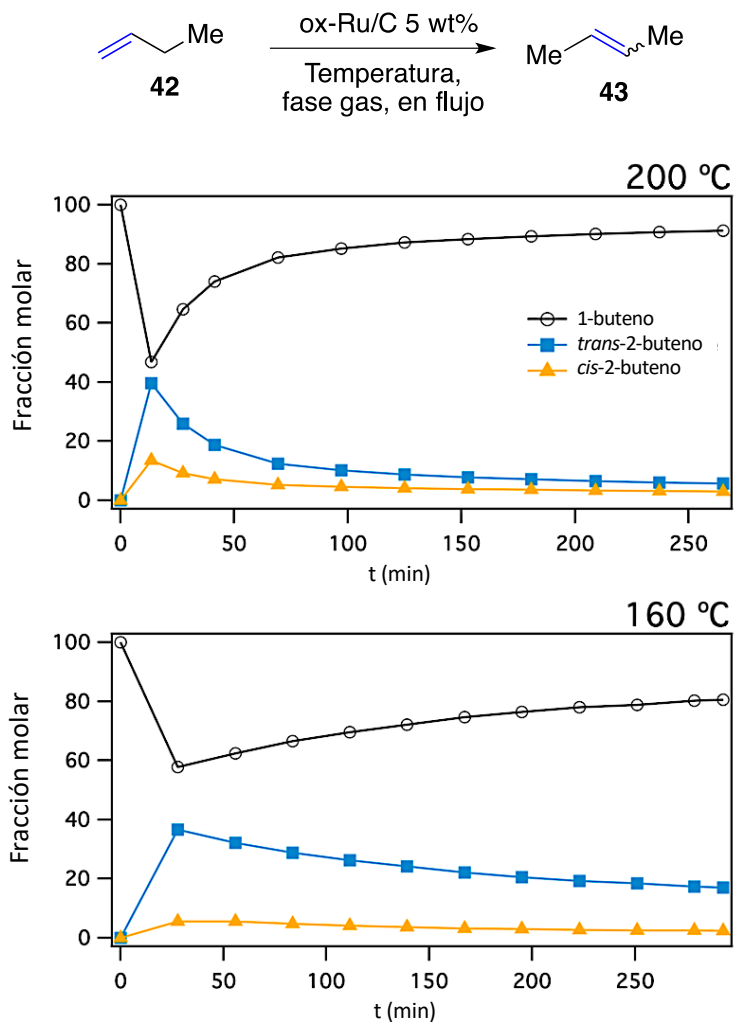 Me
42
ox-Ru/C 5 wt%
Temperatura,
fase gas, en flujo
Me
Me
43
200 ºC
Fracción molar
100
80
60
40
20
0
1-buteno
trans-2-buteno
cis-2-buteno
0 50 100 150 200 250
t (min)
160 ºC
Fracción molar
100
80
60
40
20
0
0 50 100 150 200 250
t (min)